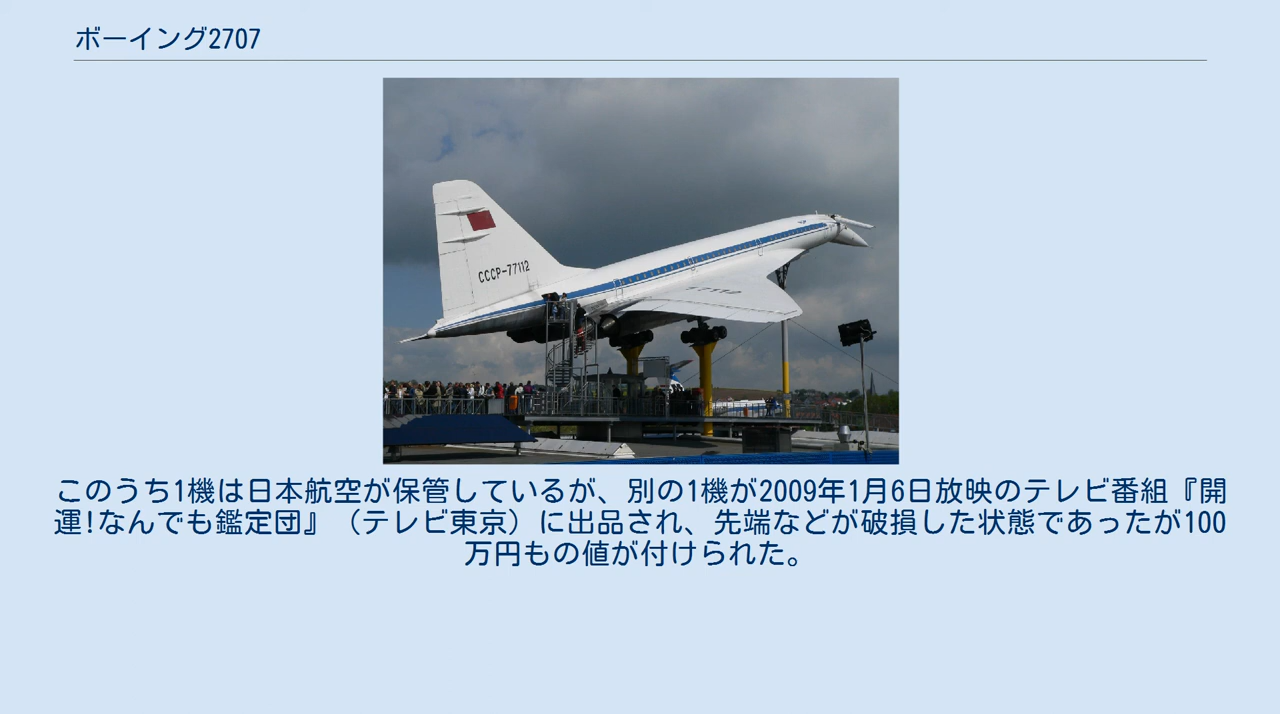 ボーイング2707
CCCP-77112
77112
このうち1機は日本航空が保管しているが、別の1機が2009年1月6日放映のテレビ番組『開
運!なんでも鑑定団』（テレビ東京）に出品され、先端などが破損した状態であったが100
万円もの値が付けられた。